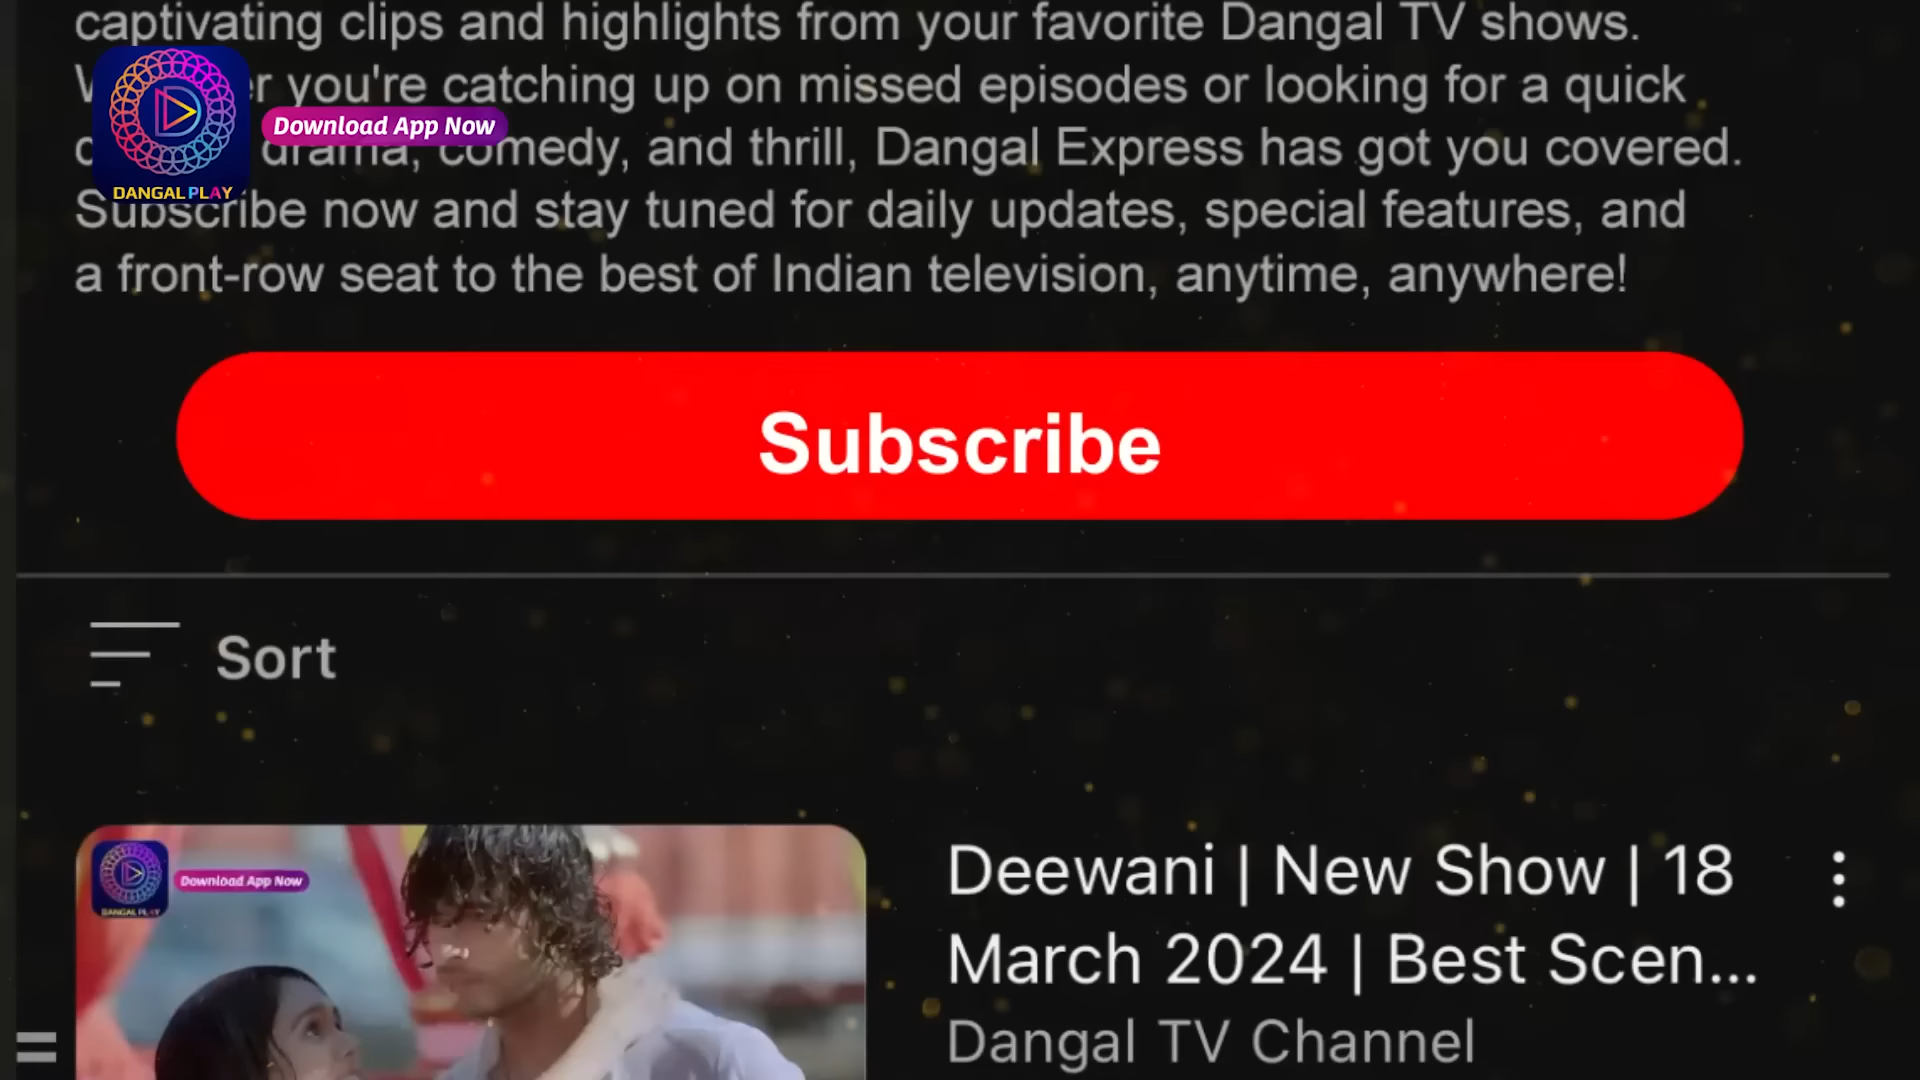 captivating clips and highlights from your favorite Dangal TV shows.
you're catching up on missed episodes or looking for a quick
Download App Now
drama, comedy, and thrill, Dangal Express has got you covered.
DANGAL PLAY
Subscribe now and stay tuned for daily updates, special features, and
a front-row seat to the best of Indian television, anytime, anywhere!
Subscribe
Sort
Download App Now
DANGAL PLAY
Deewani | New Show | 18
March 2024 | Best Scen...
Dangal TV Channel